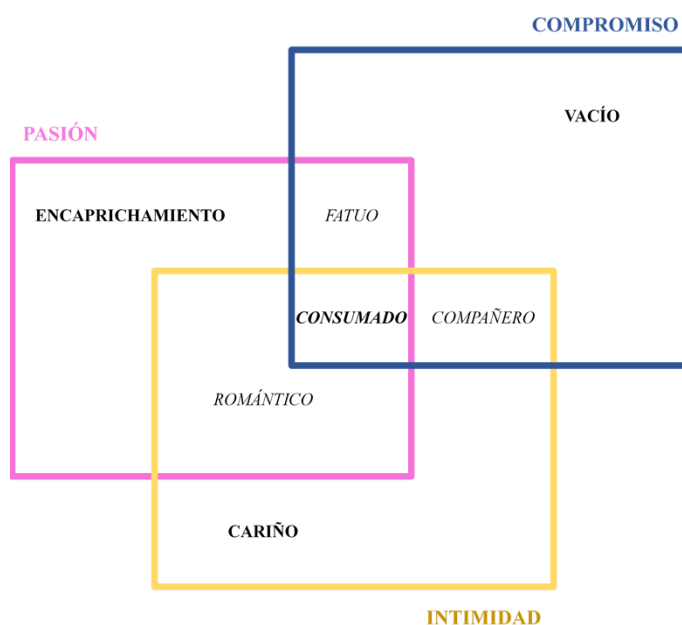 COMPROMISO
VACÍO
PASIÓN
ENCAPRICHAMIENTO
FATUO
CONSUMADO
COMPAÑERO
ROMÁNTICO
CARIÑO
INTIMIDAD